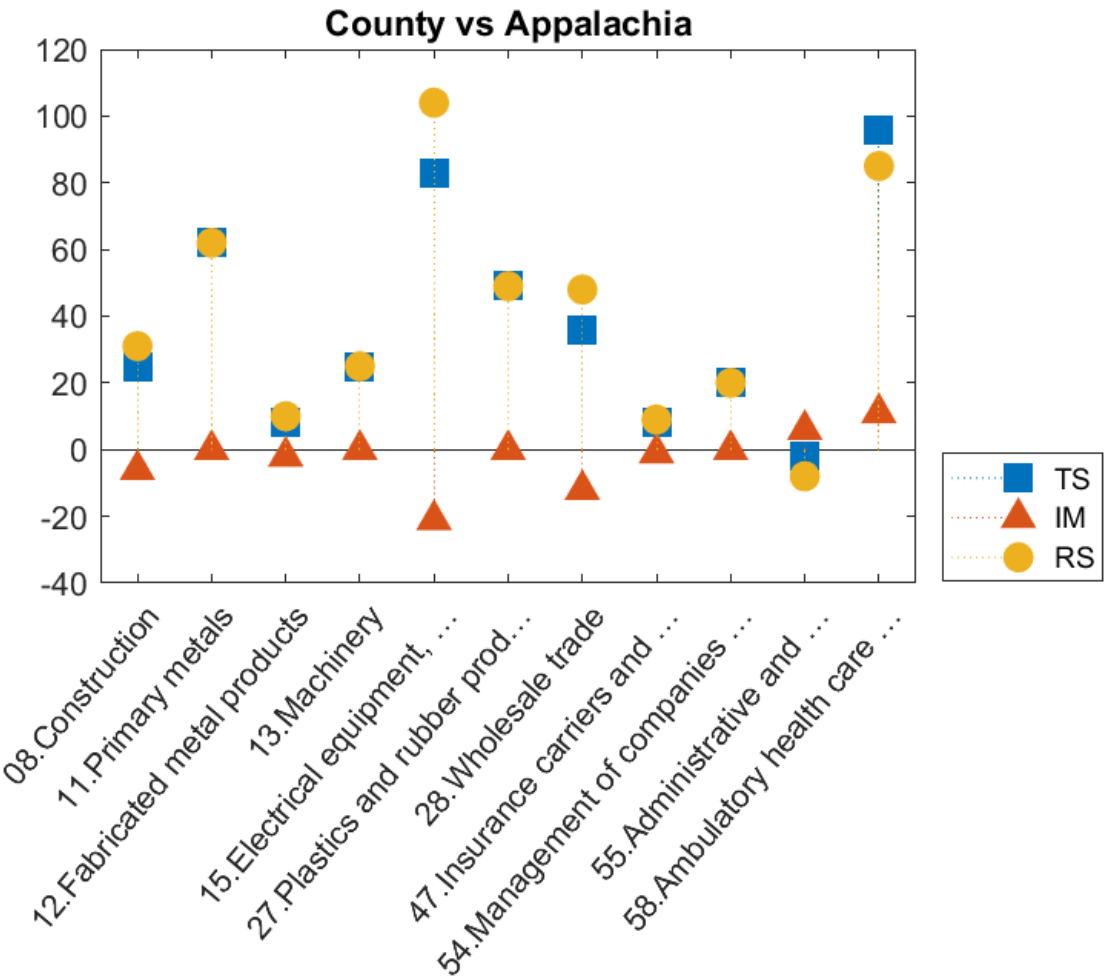 County vs Appalachia
120
100
80
60
40
20
0
-20
-40
08.Construction
11.Primary metals
12.Fabricated metal products
13.Machinery
15.Electrical equipment, …
27.Plastics and rubber prod…
28. Wholesale trade
47.Insurance carriers and …
54.Management of companies …
55.Administrative and …
58.Ambulatory health care …
TS
IM
RS